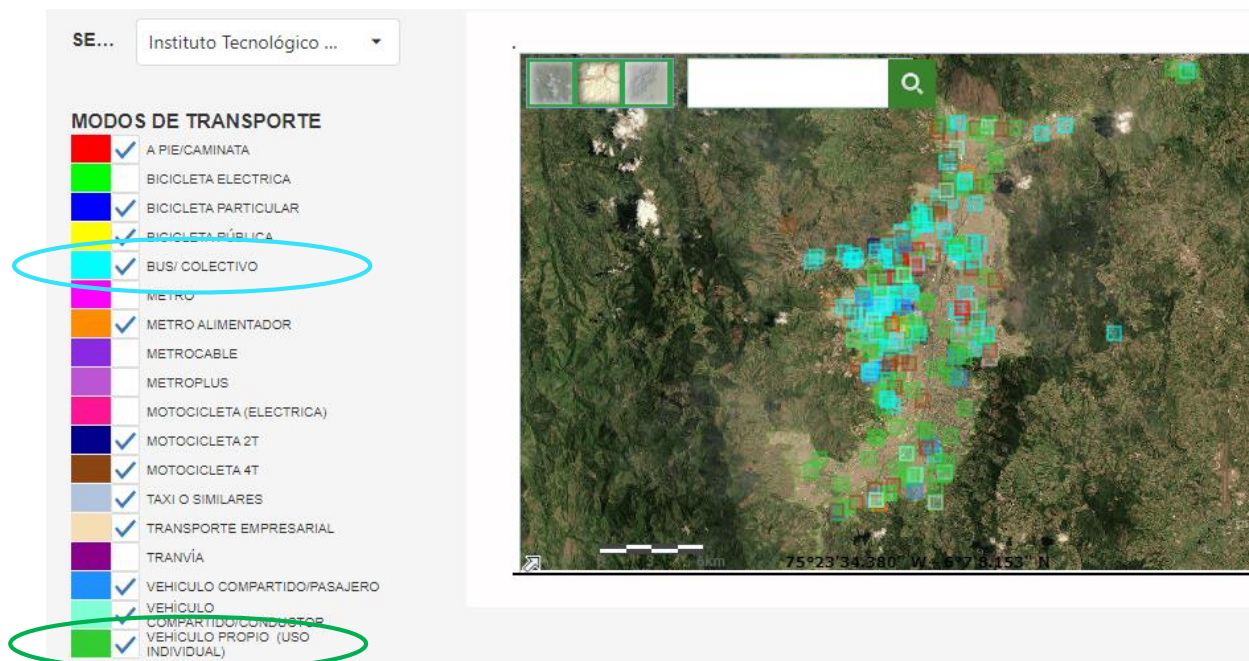 SE...
Instituto Tecnológico ...
MODOS DE TRANSPORTE
A PIE/CAMINATA
BICICLETA ELECTRICA
BICICLETA PARTICULAR
BICICLETA PÚBLICA
BUS/ COLECTIVO
METRO
METRO ALIMENTADOR
METROCABLE
METROPLUS
MOTOCICLETA (ELECTRICA)
MOTOCICLETA 2T
MOTOCICLETA 4T
TAXI O SIMILARES
TRANSPORTE EMPRESARIAL
TRANVÍA
VEHICULO COMPARTIDO/PASAJERO
VEHÍCULO
COMPARTIDO/CONDUCTOR
VEHÍCULO PROPIO (USO
INDIVIDUAL)
6km
75°23'34.380" W - 6°7'8.153" N